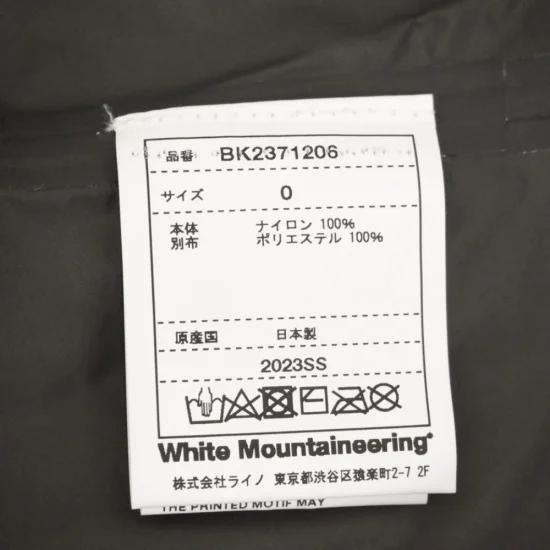 品番 BK2371206
サイズ 0
本体 ナイロン 100%
別布 ポリエステル 100%
原産国 日本製
2023SS
White Mountaineering®
株式会社ライノ 東京都渋谷区猿楽町2-7 2F
THE PRINTED MOTIF MAY